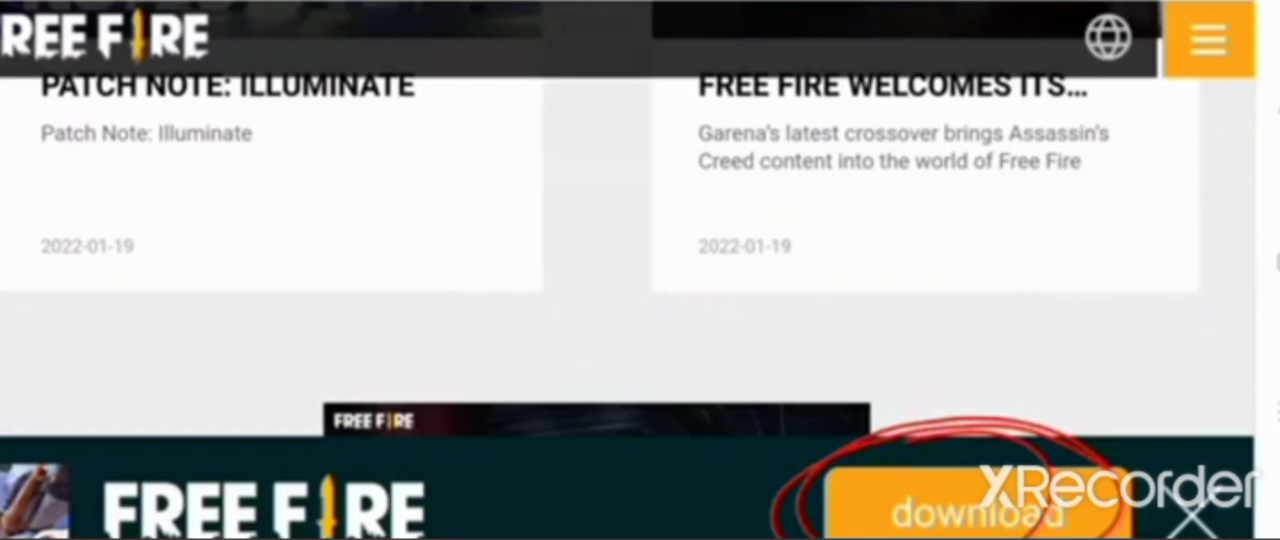 FREE FIRE
PATCH NOTE: ILLUMINATE
Patch Note: Illuminate
2022-01-19
FREE FIRE WELCOMES ITS...
Garena's latest crossover brings Assassin's
Creed content into the world of Free Fire
2022-01-19
FREE FIRE
FREE FIRE
download
XRecorder